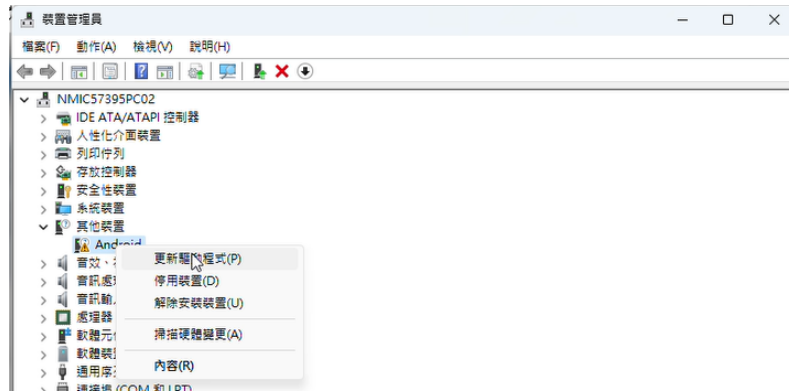 裝置管理員
檔案(F) 動作(A) 檢視(V) 說明(H)
NMIC57395PC02
IDE ATA/ATAPI 控制器
人性化介面裝置
列印佇列
存放控制器
安全性裝置
系統裝置
其他裝置
Android
更新驅動程式(P)
音效、
停用裝置(D)
音訊處
解除安裝裝置(U)
音訊輸
處理器
掃描硬體變更(A)
軟體元
軟體裝
內容(R)
通用序
連接埠 (COM 和 LPT)